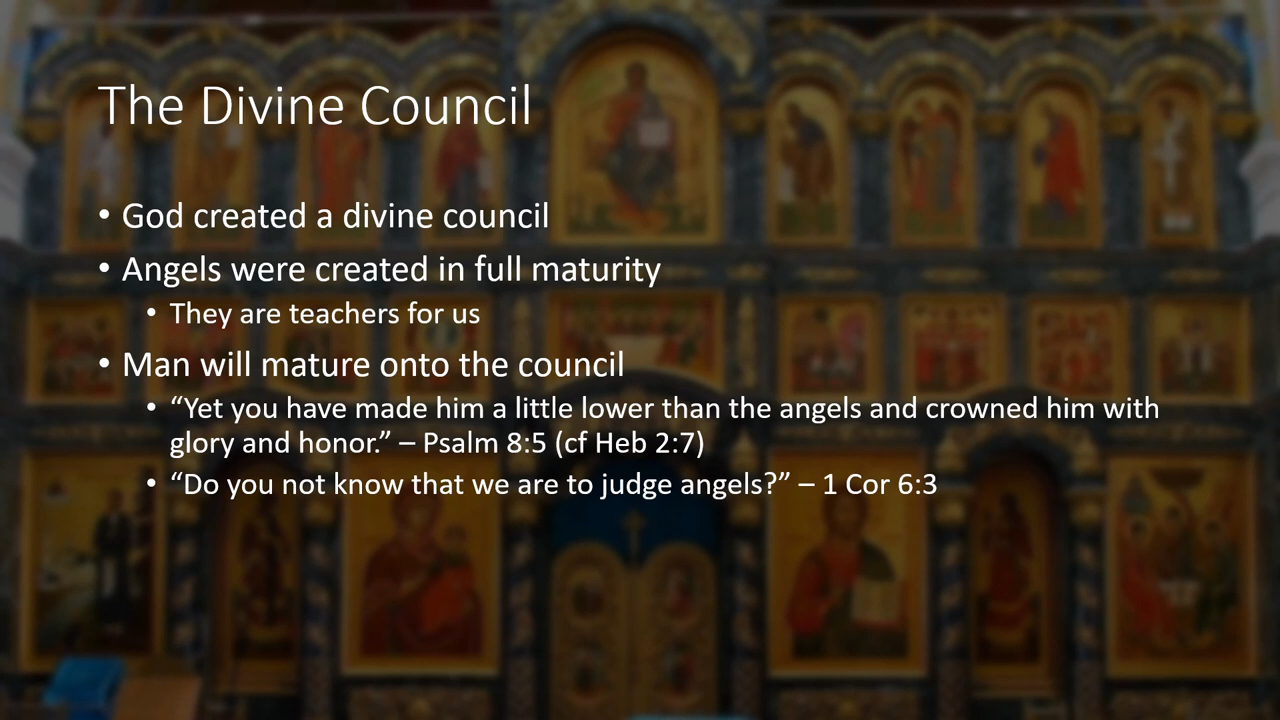 The Divine Council
• God created a divine council
• Angels were created in full maturity
• They are teachers for us
• Man will mature onto the council
• “Yet you have made him a little lower than the angels and crowned him with
glory and honor.” – Psalm 8:5 (cf Heb 2:7)
• “Do you not know that we are to judge angels?” – 1 Cor 6:3